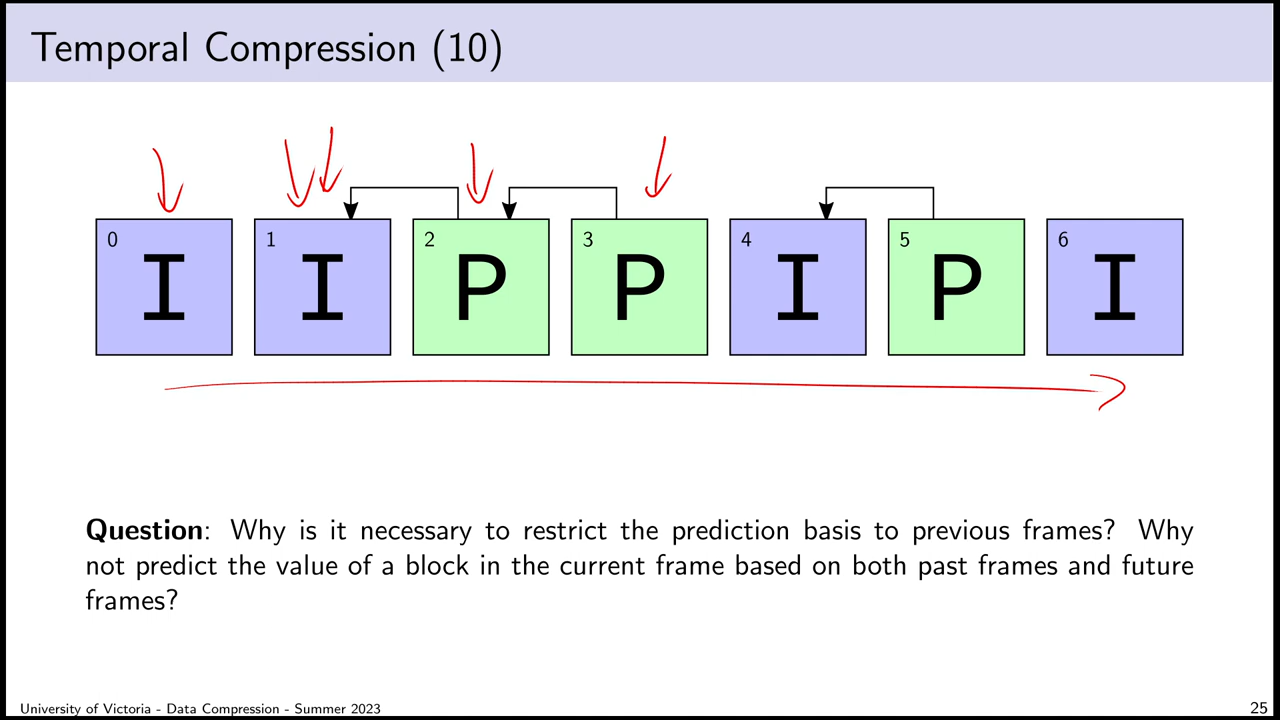 Temporal Compression (10)
0 1 2 3 4 5 6
I I P P I P I
Question: Why is it necessary to restrict the prediction basis to previous frames? Why
not predict the value of a block in the current frame based on both past frames and future
frames?
University of Victoria - Data Compression - Summer 2023 25